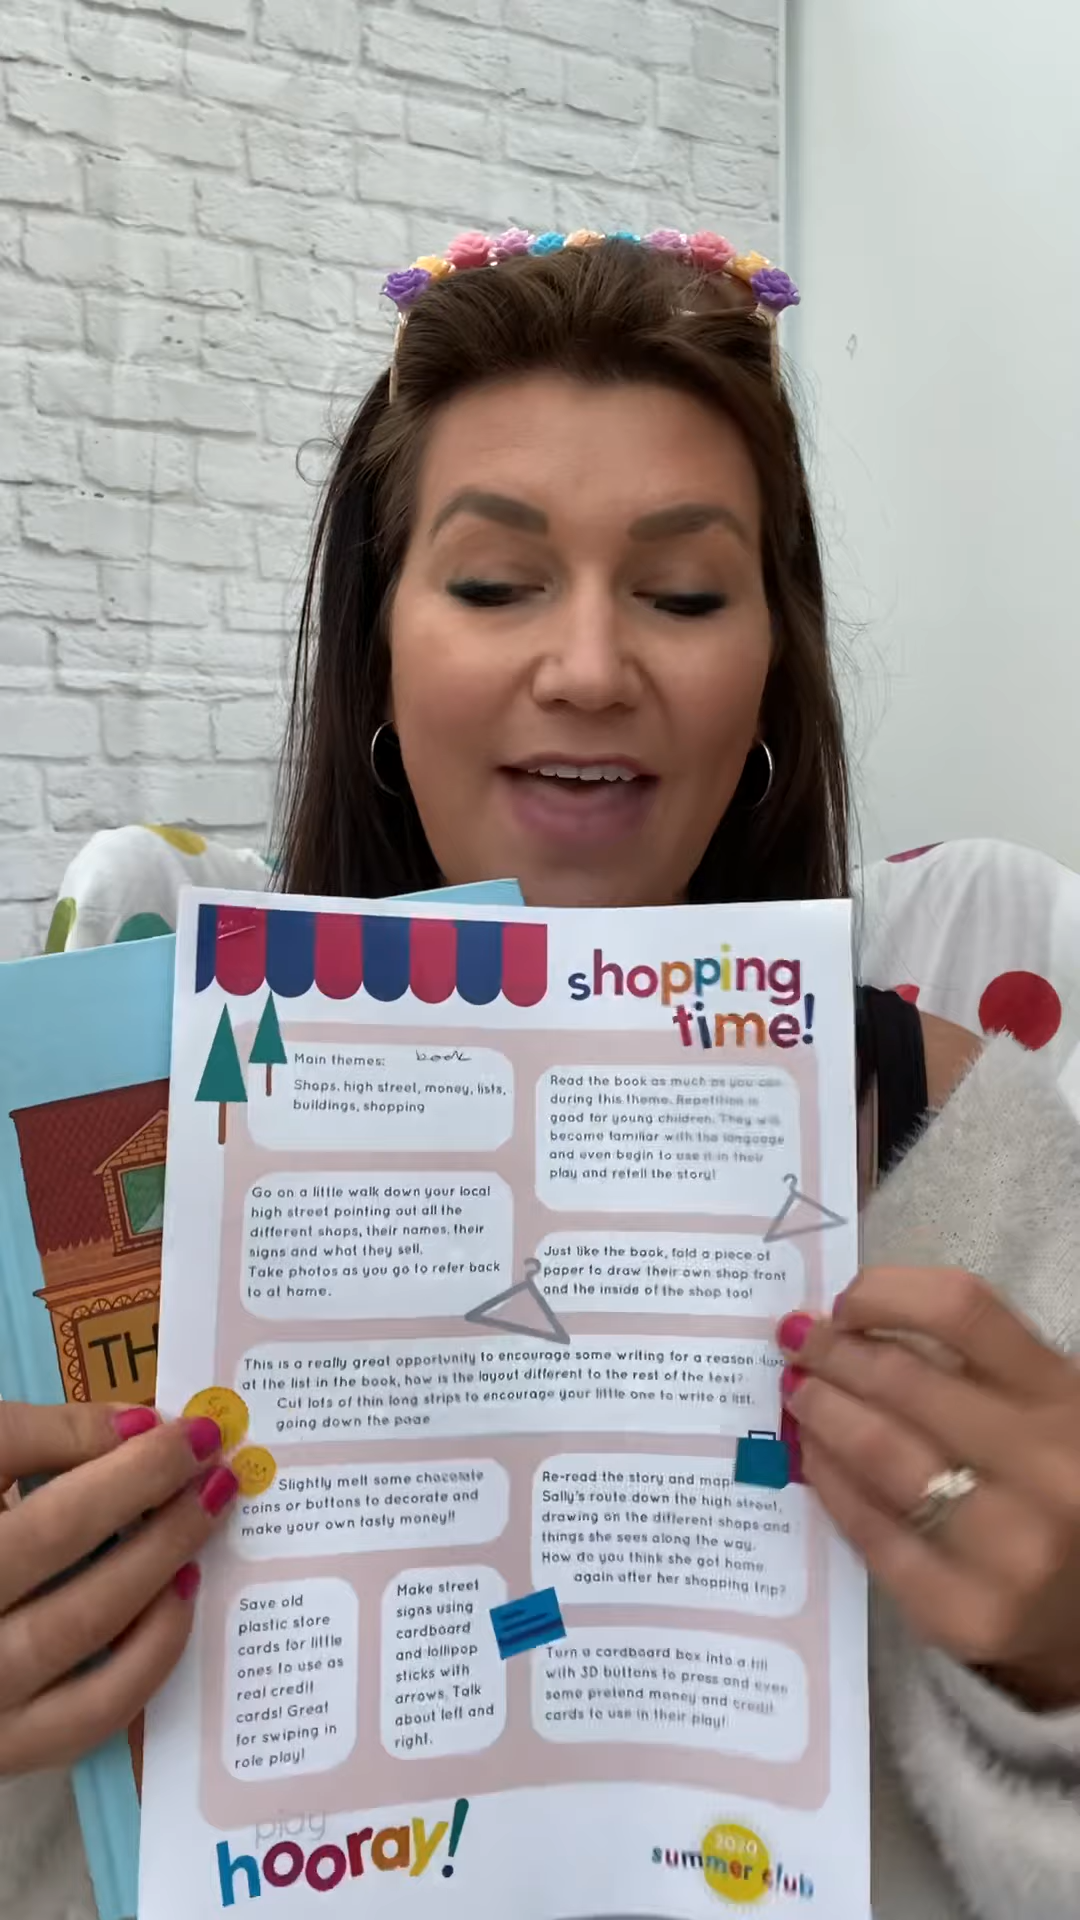 shopping
time!
Main themes: book
Shops, high street, money, lists,
buildings, shopping
Read the book as much as you can
during this theme. Repetition is
good for young children. They will
become familiar with the language
and even begin to use it in their
play and retell the story!
Go on a little walk down your local
high street pointing out all the
different shops, their names, their
signs and what they sell.
Take photos as you go to refer back
to at home.
Just like the book, fold a piece of
paper to draw their own shop front
and the inside of the shop too!
This is a really great opportunity to encourage some writing for a reason.
at the list in the book, how is the layout different to the rest of the text?
Cut lots of thin long strips to encourage your little one to write a list,
going down the page
Slightly melt some chocolate
coins or buttons to decorate and
make your own tasty money!!
Re-read the story and map
Sally's route down the high street,
drawing on the different shops and
things she sees along the way.
How do you think she got home
again after her shopping trip?
Save old
plastic store
cards for little
ones to use as
real credit
cards! Great
for swiping in
role play!
Make street
signs using
cardboard
and lollipop
sticks with
arrows. Talk
about left and
right.
Turn a cardboard box into a till
with 3D buttons to press and even
some pretend money and credit
cards to use in their play!
play
hooray!
2020
summer club
TH